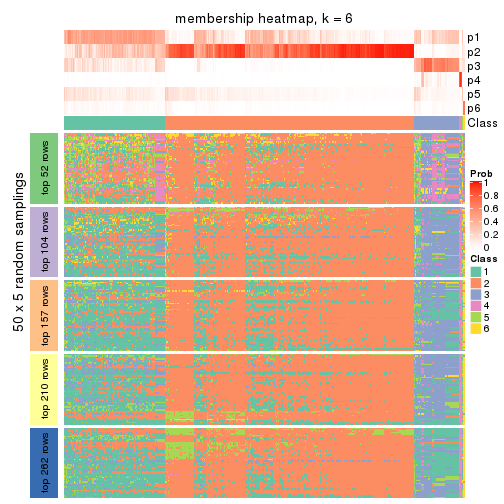 membership heatmap, k = 6
p1
p2
p3
p4
p5
p6
Class
50 x 5 random samplings
top 52 rows
top 104 rows
top 157 rows
top 210 rows
top 262 rows
Prob
1
0.8
0.6
0.4
0.2
0
Class
1
2
3
4
5
6